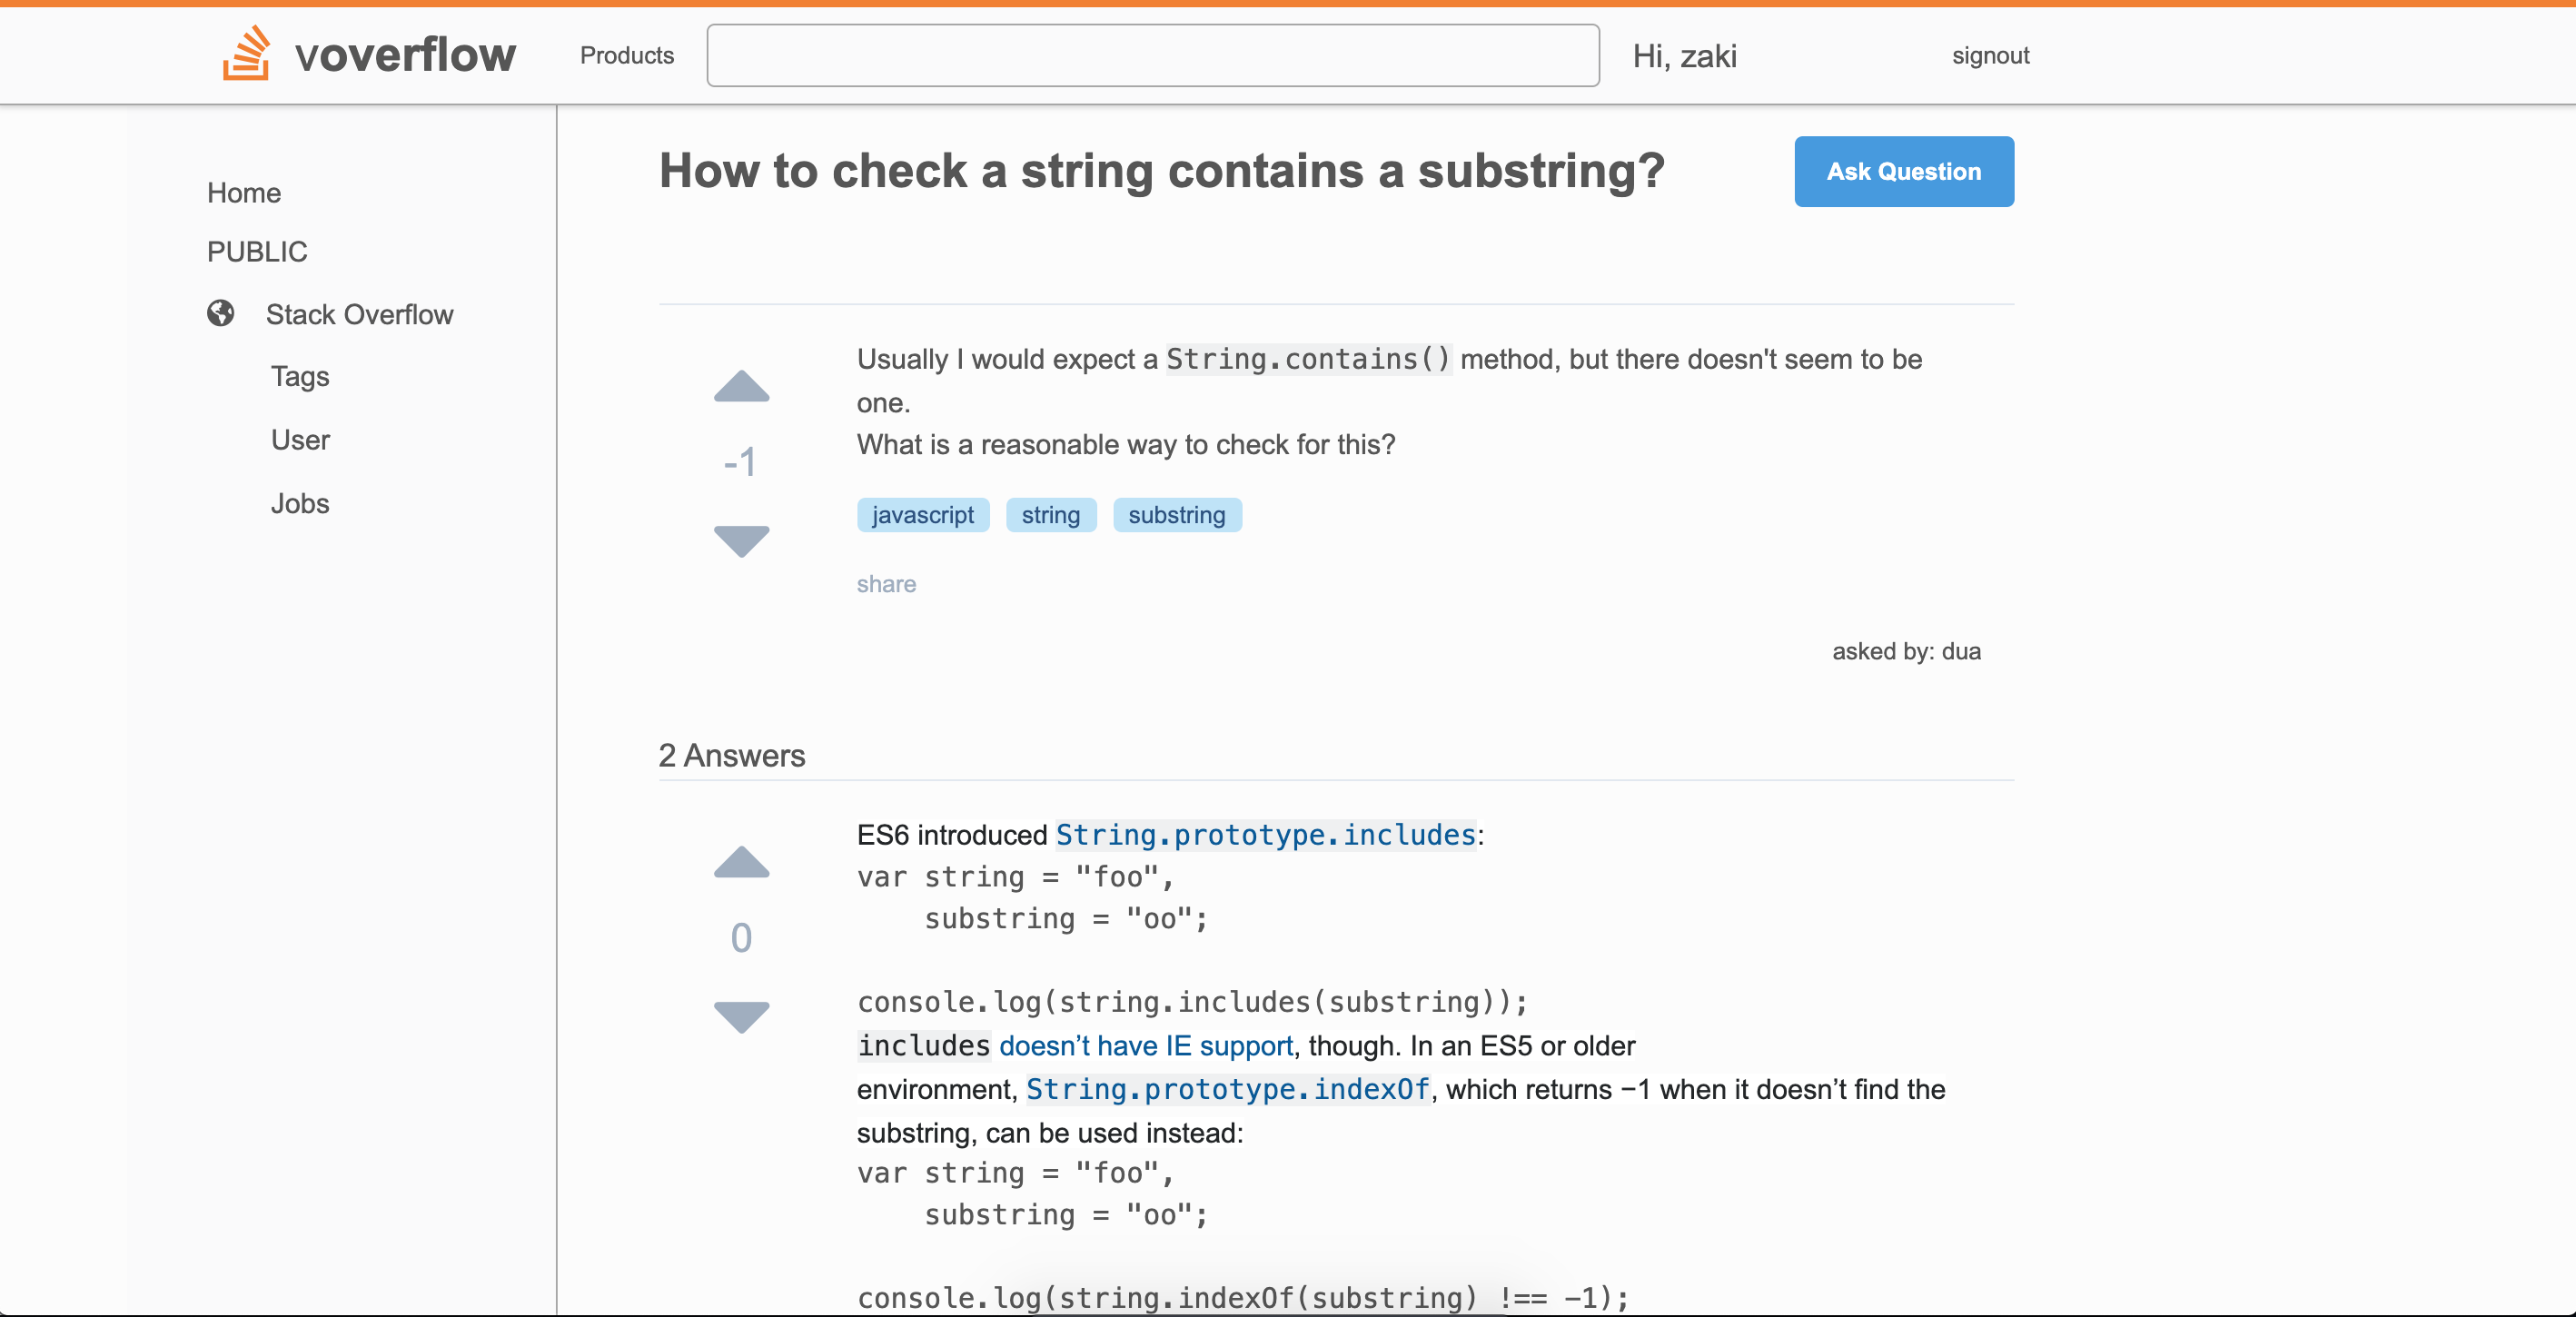 voverflow Products Hi, zaki signout
Home
PUBLIC
Stack Overflow
Tags
User
Jobs
How to check a string contains a substring?
Ask Question
Usually I would expect a String.contains() method, but there doesn't seem to be
one.
What is a reasonable way to check for this?
-1
javascript string substring
share
asked by: dua
2 Answers
ES6 introduced String.prototype.includes:
var string = "foo",
    substring = "oo";
0
console.log(string.includes(substring));
includes doesn’t have IE support, though. In an ES5 or older
environment, String.prototype.indexOf, which returns −1 when it doesn’t find the
substring, can be used instead:
var string = "foo",
    substring = "oo";
console.log(string.indexOf(substring) !== -1);